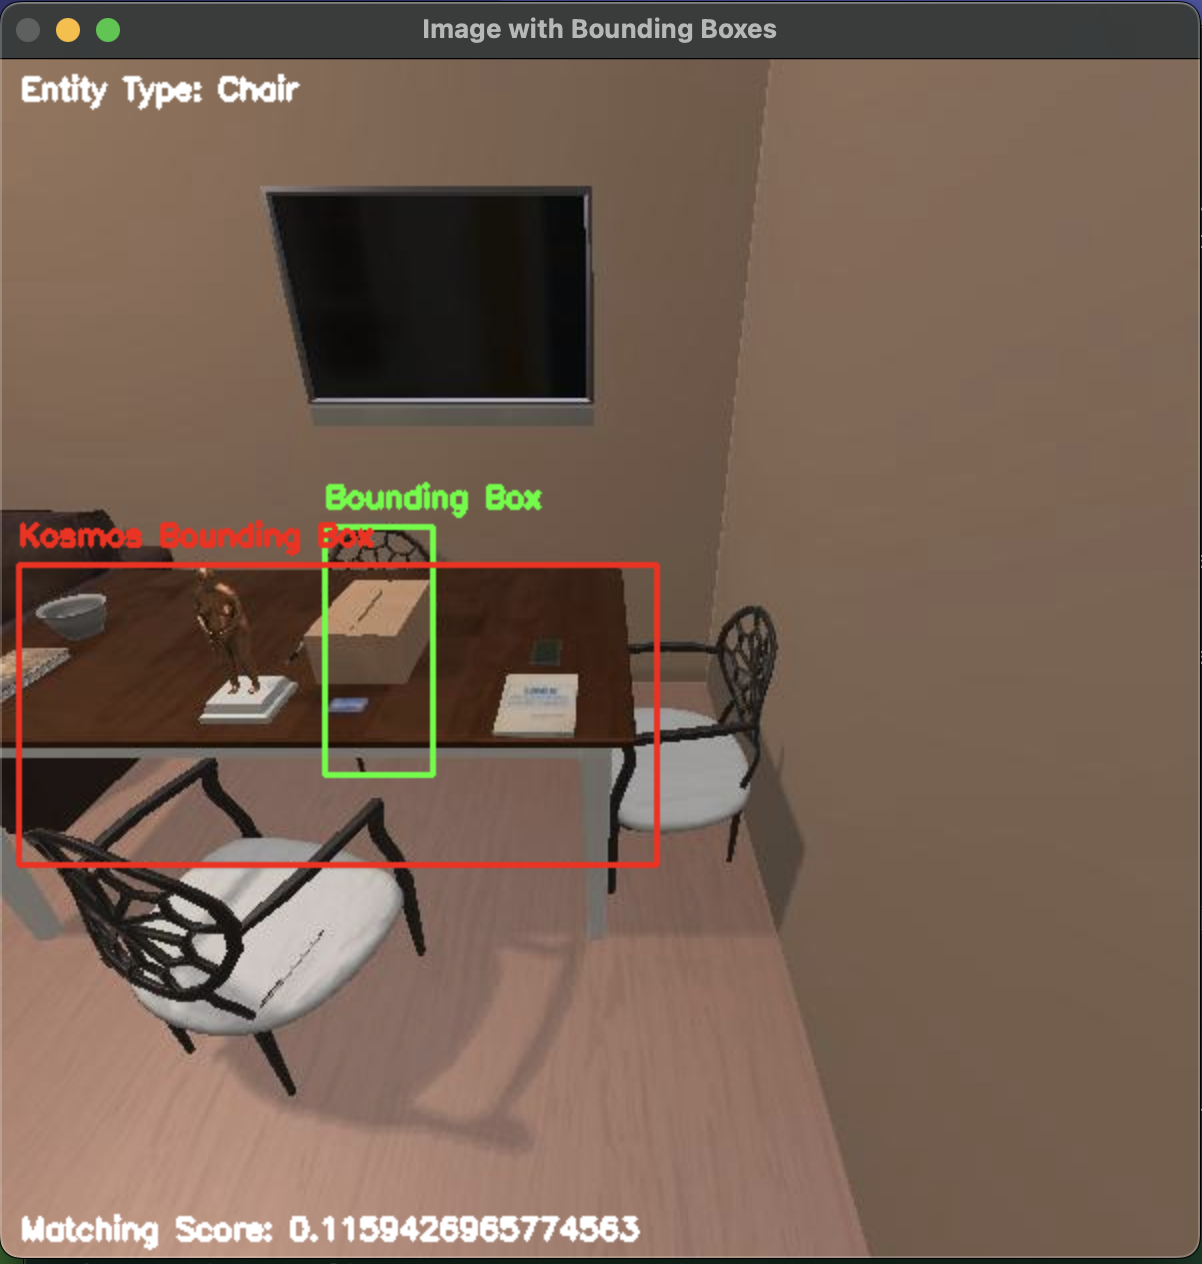 Image with Bounding Boxes
Entity Type: Chair
Bounding Box
Kosmos Bounding Box
Matching Score: 0.1159426965774563